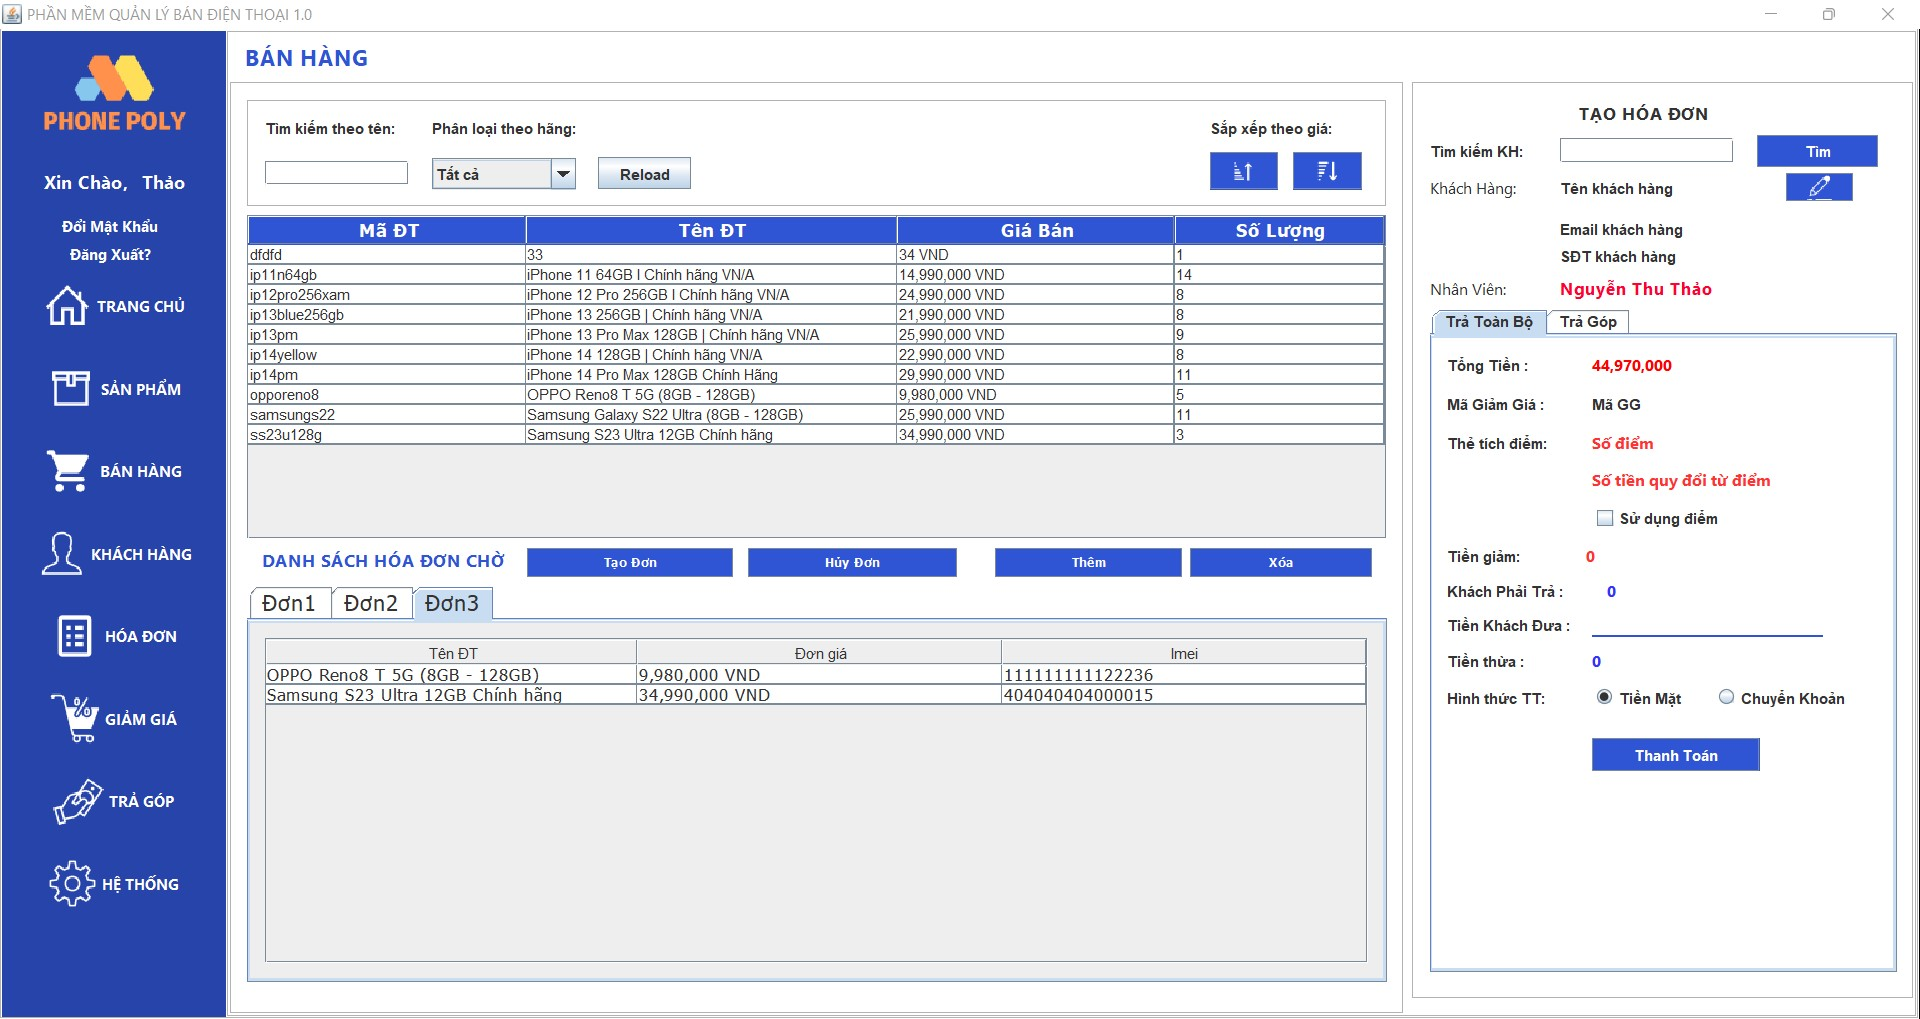 PHẦN MỀM QUẢN LÝ BÁN ĐIỆN THOẠI 1.0
PHONE POLY
Xin Chào, Thảo
Đổi Mật Khẩu
Đăng Xuất?
TRANG CHỦ
SẢN PHẨM
BÁN HÀNG
KHÁCH HÀNG
HÓA ĐƠN
GIẢM GIÁ
TRẢ GÓP
HỆ THỐNG
BÁN HÀNG
Tìm kiếm theo tên: Phân loại theo hãng: Sắp xếp theo giá:
Tất cả Reload
Mã ĐT Tên ĐT Giá Bán Số Lượng
dfdfd 33 34 VND 1
ip11n64gb iPhone 11 64GB I Chính hãng VN/A 14,990,000 VND 14
ip12pro256xam iPhone 12 Pro 256GB I Chính hãng VN/A 24,990,000 VND 8
ip13blue256gb iPhone 13 256GB | Chính hãng VN/A 21,990,000 VND 8
ip13pm iPhone 13 Pro Max 128GB | Chính hãng VN/A 25,990,000 VND 9
ip14yellow iPhone 14 128GB | Chính hãng VN/A 22,990,000 VND 8
ip14pm iPhone 14 Pro Max 128GB Chính Hãng 29,990,000 VND 11
opporeno8 OPPO Reno8 T 5G (8GB - 128GB) 9,980,000 VND 5
samsungs22 Samsung Galaxy S22 Ultra (8GB - 128GB) 25,990,000 VND 11
ss23u128g Samsung S23 Ultra 12GB Chính hãng 34,990,000 VND 3
DANH SÁCH HÓA ĐƠN CHỜ Tạo Đơn Hủy Đơn Thêm Xóa
Đơn1 Đơn2 Đơn3
Tên ĐT Đơn giá Imei
OPPO Reno8 T 5G (8GB - 128GB) 9,980,000 VND 111111111122236
Samsung S23 Ultra 12GB Chính hãng 34,990,000 VND 404040404000015
TẠO HÓA ĐƠN
Tìm kiếm KH: Tìm
Khách Hàng: Tên khách hàng
Email khách hàng
SĐT khách hàng
Nhân Viên: Nguyễn Thu Thảo
Trả Toàn Bộ Trả Góp
Tổng Tiền : 44,970,000
Mã Giảm Giá : Mã GG
Thẻ tích điểm: Số điểm
Số tiền quy đổi từ điểm
Sử dụng điểm
Tiền giảm: 0
Khách Phải Trả : 0
Tiền Khách Đưa :
Tiền thừa : 0
Hình thức TT: Tiền Mặt Chuyển Khoản
Thanh Toán